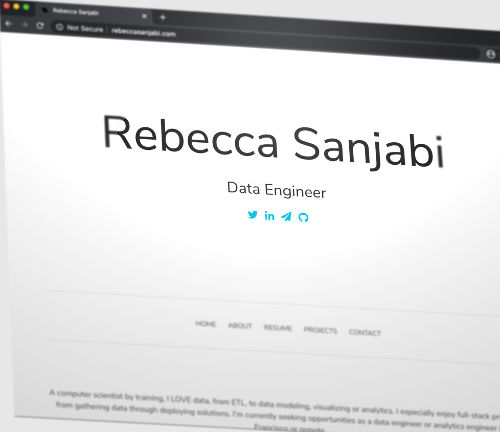 Rebecca Sanjabi
Not Secure | rebeccasanjabi.com
Rebecca Sanjabi
Data Engineer
HOME ABOUT RESUME PROJECTS CONTACT
A computer scientist by training, I LOVE data, from ETL, to data modeling, visualizing or analytics. I especially enjoy full-stack pr
from gathering data through deploying solutions. I'm currently seeking opportunities as a data engineer or analytics engineer
Francisco or remote